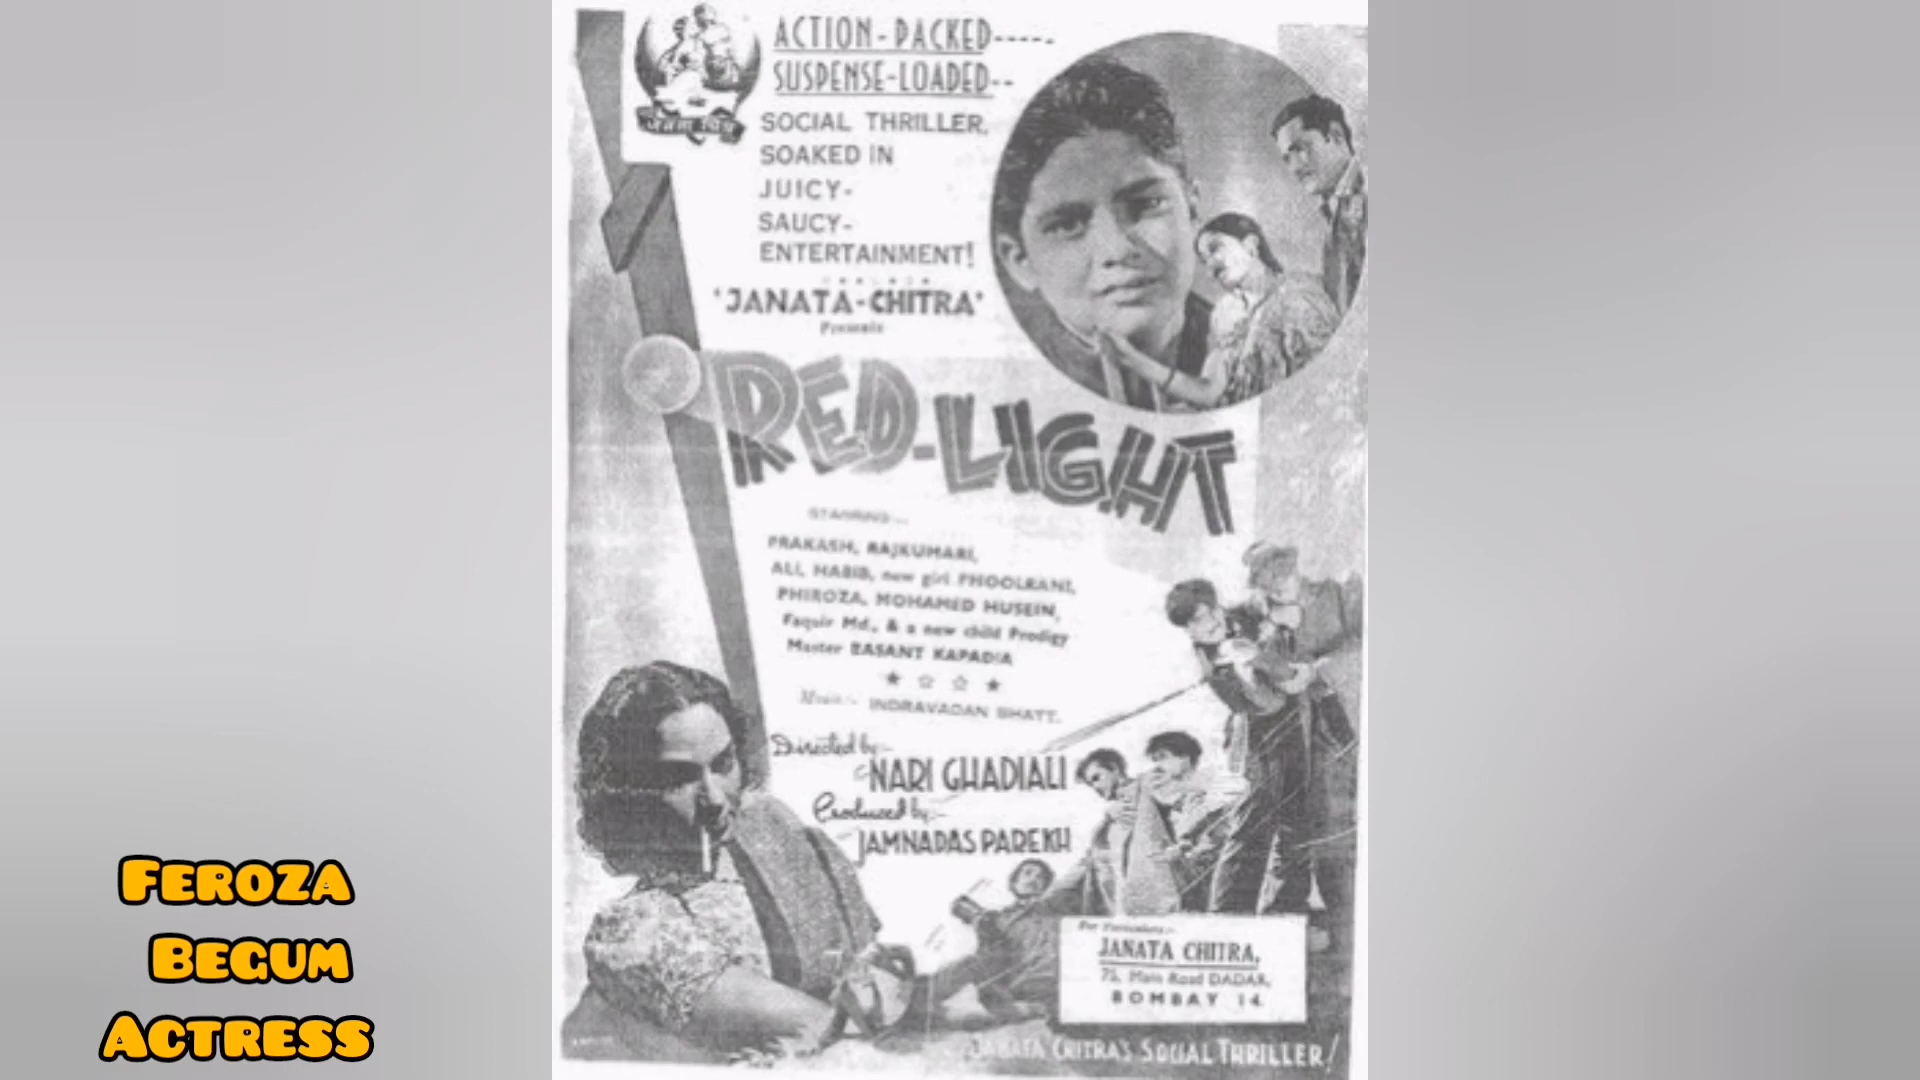 ACTION-PACKED-----
SUSPENSE-LOADED--
SOCIAL THRILLER,
SOAKED IN
JUICY-
SAUCY-
ENTERTAINMENT!
'JANATA-CHITRA'
Presents
RED-LIGHT
STARRING:-
PRAKASH, RAJKUMARI,
ALI, HABIB, new girl PHOOLRANI,
PHIROZA, MOHAMED HUSEIN,
Faquir Md., & a new child Prodigy
Master BASANT KAPADIA
Music:- INDRAVADAN BHATT.
Directed by:-
NARI GHADIALI
Produced by:-
JAMNADAS PAREKH
For Particulars:-
JANATA CHITRA,
75, Main Road DADAR,
BOMBAY 14.
JANATA CHITRA'S SOCIAL THRILLER!
FEROZA
BEGUM
ACTRESS